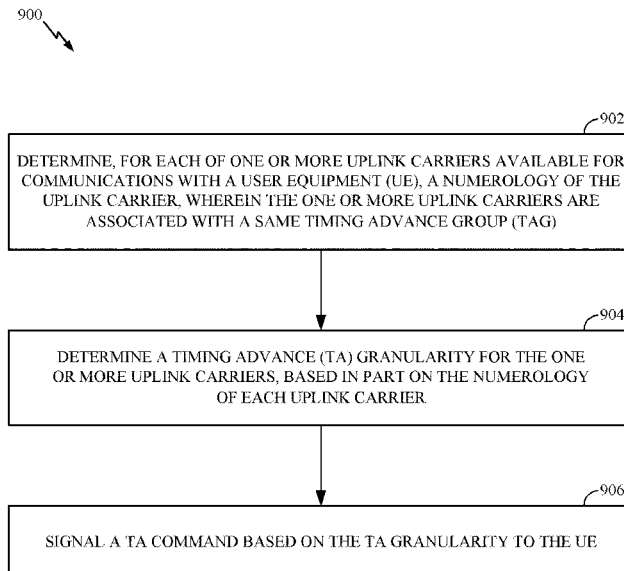 900
902
DETERMINE, FOR EACH OF ONE OR MORE UPLINK CARRIERS AVAILABLE FOR
COMMUNICATIONS WITH A USER EQUIPMENT (UE), A NUMEROLOGY OF THE
UPLINK CARRIER, WHEREIN THE ONE OR MORE UPLINK CARRIERS ARE
ASSOCIATED WITH A SAME TIMING ADVANCE GROUP (TAG)
904
DETERMINE A TIMING ADVANCE (TA) GRANULARITY FOR THE ONE
OR MORE UPLINK CARRIERS, BASED IN PART ON THE NUMEROLOGY
OF EACH UPLINK CARRIER
906
SIGNAL A TA COMMAND BASED ON THE TA GRANULARITY TO THE UE